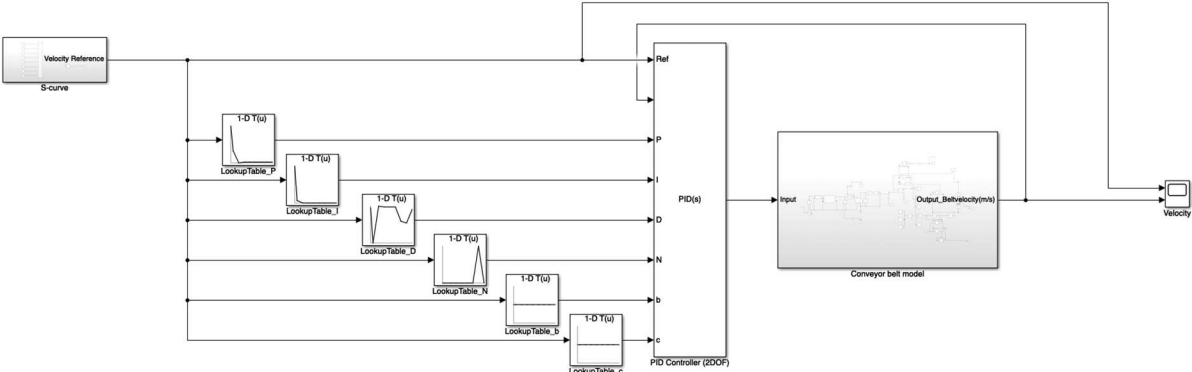 Velocity Reference
S-curve
Ref
1-D T(u)
P
LookupTable_P
1-D T(u)
I
LookupTable_I
1-D T(u)
D
LookupTable_D
1-D T(u)
N
LookupTable_N
1-D T(u)
b
LookupTable_b
1-D T(u)
c
LookupTable_c
PID(s)
PID Controller (2DOF)
Input
Output_Beltvelocity(m/s)
Conveyor belt model
Velocity